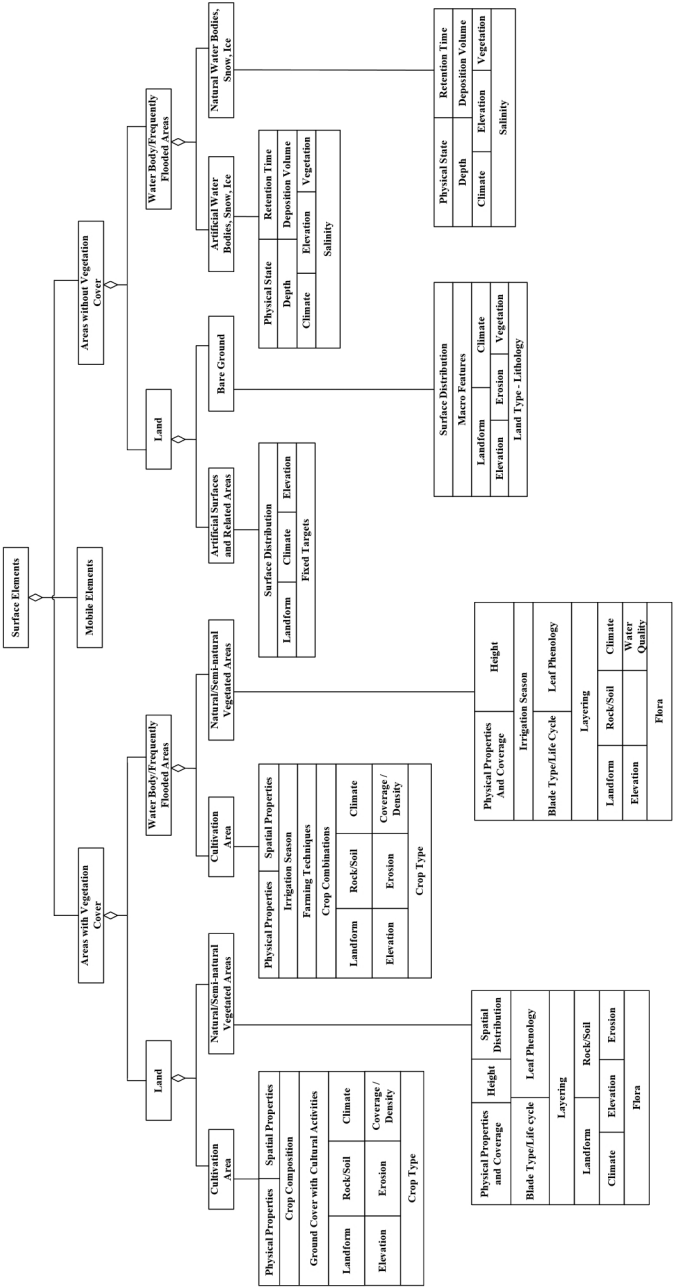 Surface Elements
Mobile Elements
Areas with Vegetation
Cover
Areas without Vegetation
Cover
Land
Water Body/Frequently
Flooded Areas
Land
Water Body/Frequently
Flooded Areas
Cultivation
Area
Natural/Semi-natural
Vegetated Areas
Cultivation
Area
Natural/Semi-natural
Vegetated Areas
Artificial Surfaces
and Related Areas
Bare Ground
Artificial Water
Bodies, Snow, Ice
Natural Water Bodies,
Snow, Ice
Physical Properties Spatial Properties
Crop Composition
Ground Cover with Cultural Activities
Landform Rock/Soil Climate
Elevation Erosion Coverage /
Density
Crop Type
Physical Properties Spatial Properties
Irrigation Season
Farming Techniques
Crop Combinations
Landform Rock/Soil Climate
Elevation Erosion Coverage /
Density
Crop Type
Surface Distribution
Landform Climate Elevation
Fixed Targets
Physical State Retention Time
Depth Deposition Volume
Climate Elevation Vegetation
Salinity
Physical Properties
and Coverage Height Spatial
Distribution
Blade Type/Life cycle Leaf Phenology
Layering
Landform Rock/Soil
Climate Elevation Erosion
Flora
Physical Properties
And Coverage Height
Irrigation Season
Blade Type/Life Cycle Leaf Phenology
Layering
Landform Rock/Soil Climate
Elevation Water
Quality
Flora
Surface Distribution
Macro Features
Landform Climate
Elevation Erosion Vegetation
Land Type - Lithology
Physical State Retention Time
Depth Deposition Volume
Climate Elevation Vegetation
Salinity